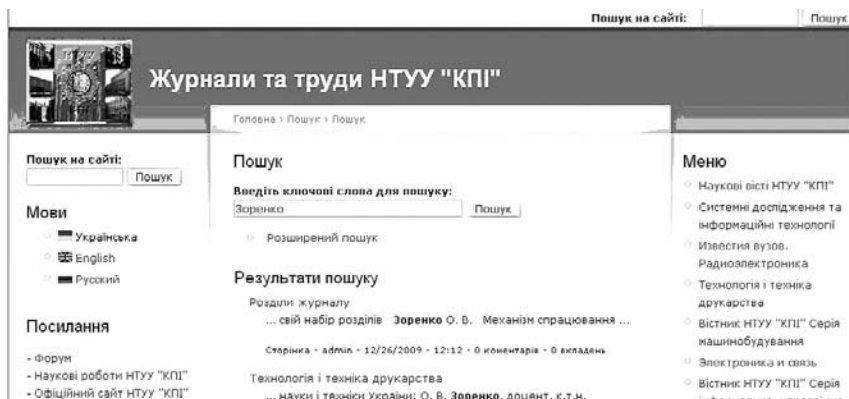 Пошук на сайті: Пошук
Журнали та труди НТУУ "КПІ"
Головна › Пошук › Пошук
Пошук на сайті:
Пошук
Мови
Українська
English
Русский
Посилання
- Форум
- Наукові роботи НТУУ "КПІ"
- Офіційний сайт НТУУ "КПІ"
Пошук
Введіть ключові слова для пошуку:
Зоренко Пошук
Розширений пошук
Результати пошуку
Розділи журналу
... свій набір розділів Зоренко О. В. Механізм спрацювання ...
Сторінка - admin - 12/26/2009 - 12:12 - 0 коментарів - 0 вкладень
Технологія і техніка друкарства
... науки і техніки України; О. В. Зоренко, доцент, к.т.н.
Меню
Наукові вісті НТУУ "КПІ"
Системні дослідження та
інформаційні технології
Известия вузов.
Радиоэлектроника
Технологія і техніка
друкарства
Вістник НТУУ "КПІ" Серія
машинобудування
Электроника и связь
Вістник НТУУ "КПІ" Серія